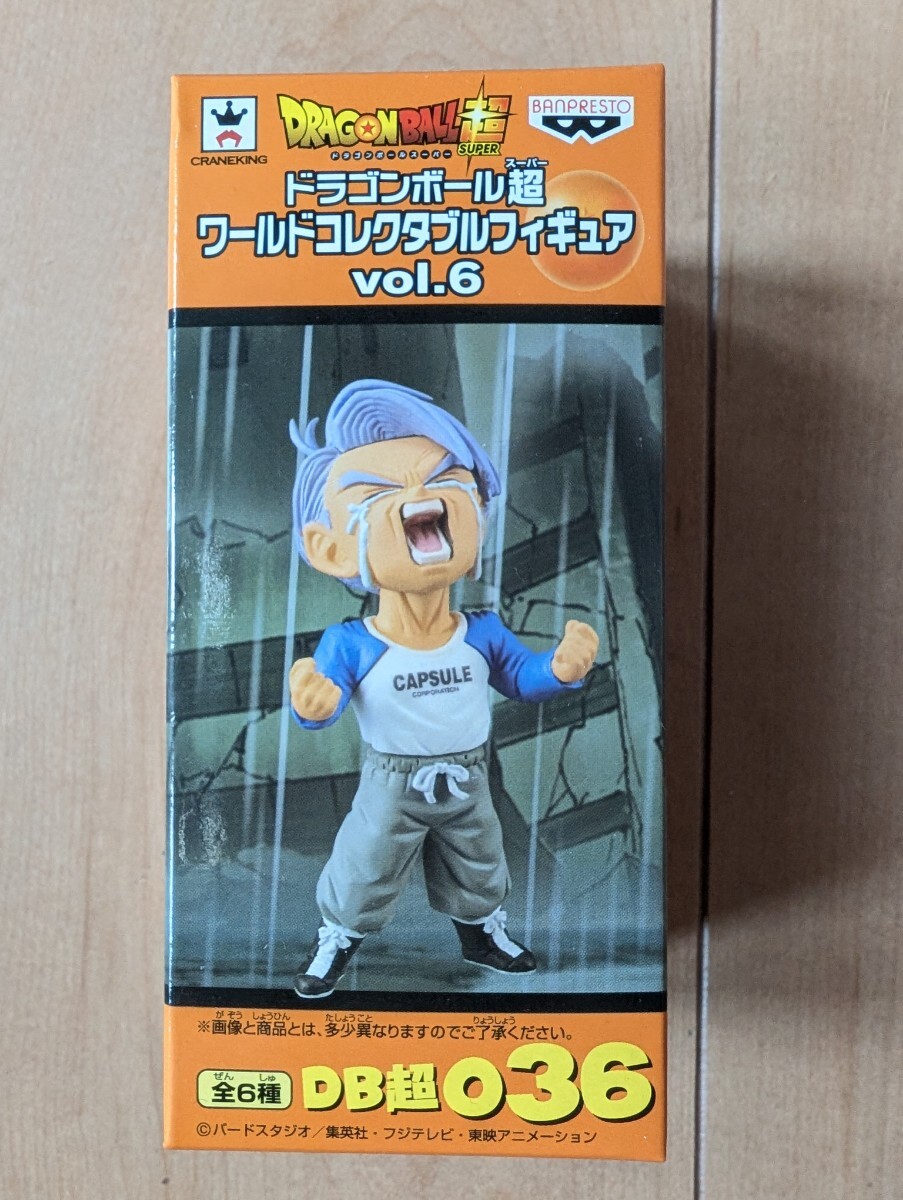 CRANEKING
DRAGON BALL超
SUPER
ドラゴンボールスーパー
BANPRESTO
スーパー
ドラゴンボール超
ワールドコレクタブルフィギュア
vol.6
CAPSULE
CORPORATION
がぞう しょうひん たしょうこと りょうしょう
※画像と商品とは、多少異なりますのでご了承ください。
ぜん しゅ
全6種
DB超036
©バードスタジオ/集英社・フジテレビ・東映アニメーション